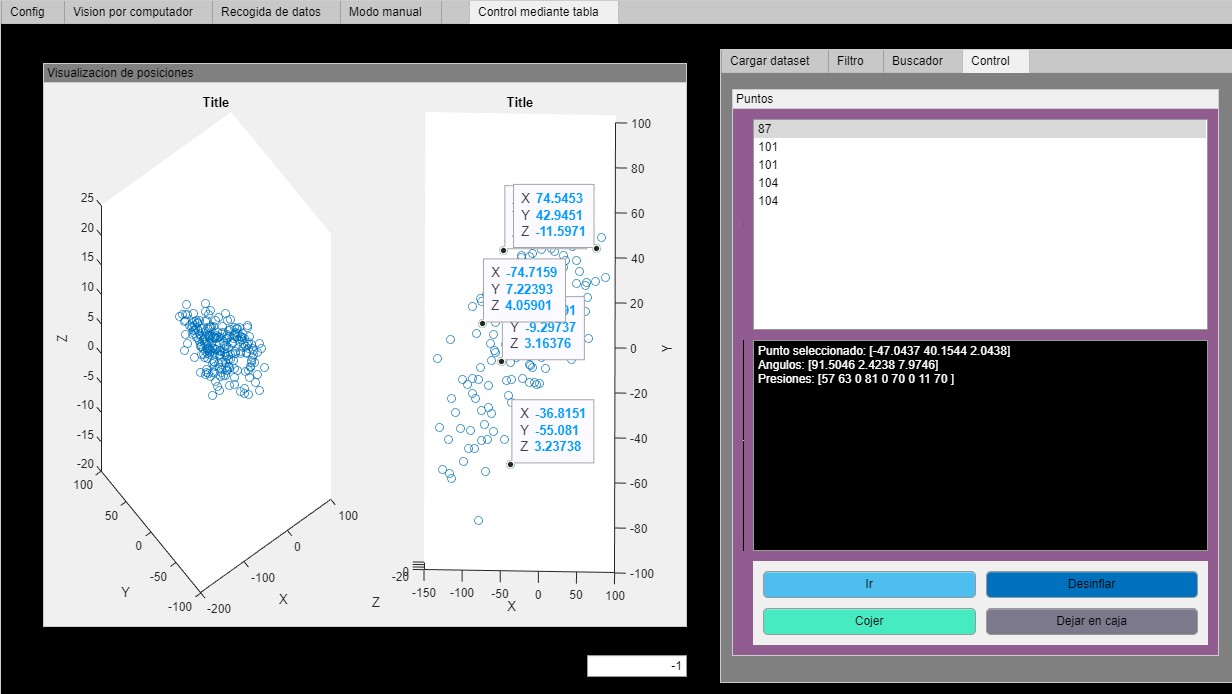 Config
Vision por computador
Recogida de datos
Modo manual
Control mediante tabla
Visualizacion de posiciones
Title
25
20
15
10
5
0
-5
-10
-15
-20
Z
100
50
0
-50
-100
Y
-200
-100
0
100
X
Title
100
80
60
40
20
0
-20
-40
-60
-80
-100
Y
X 74.5453
Y 42.9451
Z -11.5971
X -74.7159
Y 7.22393
Z 4.05901
91
Y -9.29737
Z 3.16376
X -36.8151
Y -55.081
Z 3.23738
Z
-150
-100
-50
0
50
100
X
-1
Cargar dataset
Filtro
Buscador
Control
Puntos
87
101
101
104
104
Punto seleccionado: [-47.0437 40.1544 2.0438]
Angulos: [91.5046 2.4238 7.9746]
Presiones: [57 63 0 81 0 70 0 11 70 ]
Ir
Desinflar
Cojer
Dejar en caja